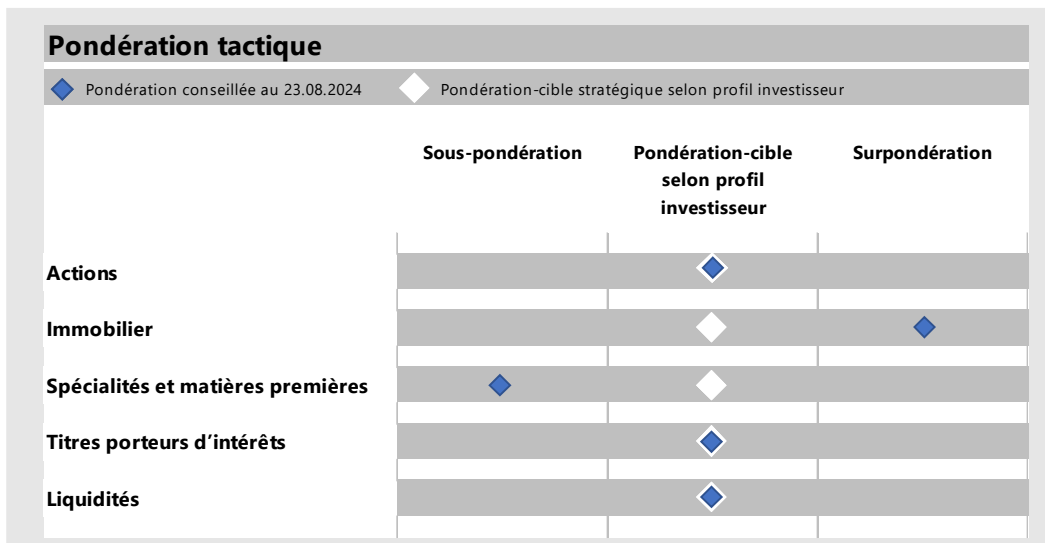 Pondération tactique
Pondération conseillée au 23.08.2024
Pondération-cible stratégique selon profil investisseur
Sous-pondération
Pondération-cible
selon profil
investisseur
Surpondération
Actions
Immobilier
Spécialités et matières premières
Titres porteurs d’intérêts
Liquidités